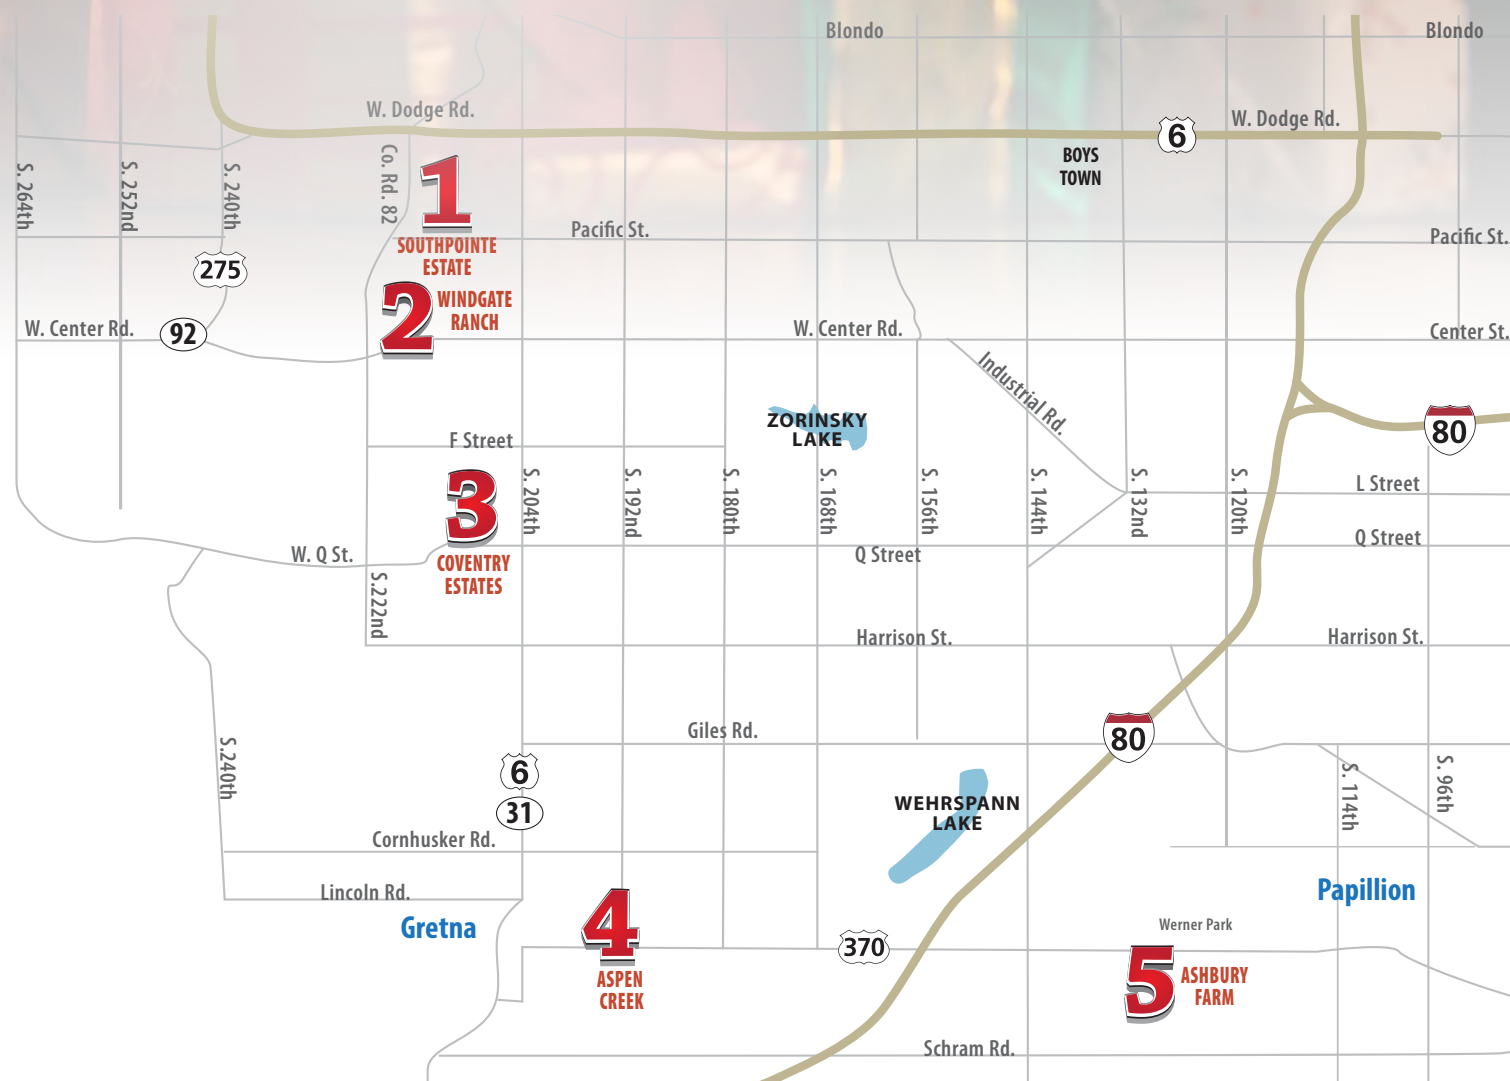 Blondo
Blondo
W. Dodge Rd.
W. Dodge Rd.
6
BOYS
TOWN
S. 264th
S. 252nd
S. 240th
Co. Rd. 82
1
SOUTHPOINTE
ESTATE
Pacific St.
Pacific St.
275
2
WINDGATE
RANCH
W. Center Rd.
92
W. Center Rd.
Center St.
Industrial Rd.
ZORINSKY
LAKE
80
F Street
3
COVENTRY
ESTATES
S. 204th
S. 192nd
S. 180th
S. 168th
S. 156th
S. 144th
S. 132nd
S. 120th
L Street
Q Street
W. Q St.
Q Street
S.222nd
Harrison St.
Harrison St.
Giles Rd.
80
S.240th
6
31
S. 114th
S. 96th
WEHRSPANN
LAKE
Cornhusker Rd.
Lincoln Rd.
Papillion
Gretna
4
ASPEN
CREEK
370
Werner Park
5
ASHBURY
FARM
Schram Rd.